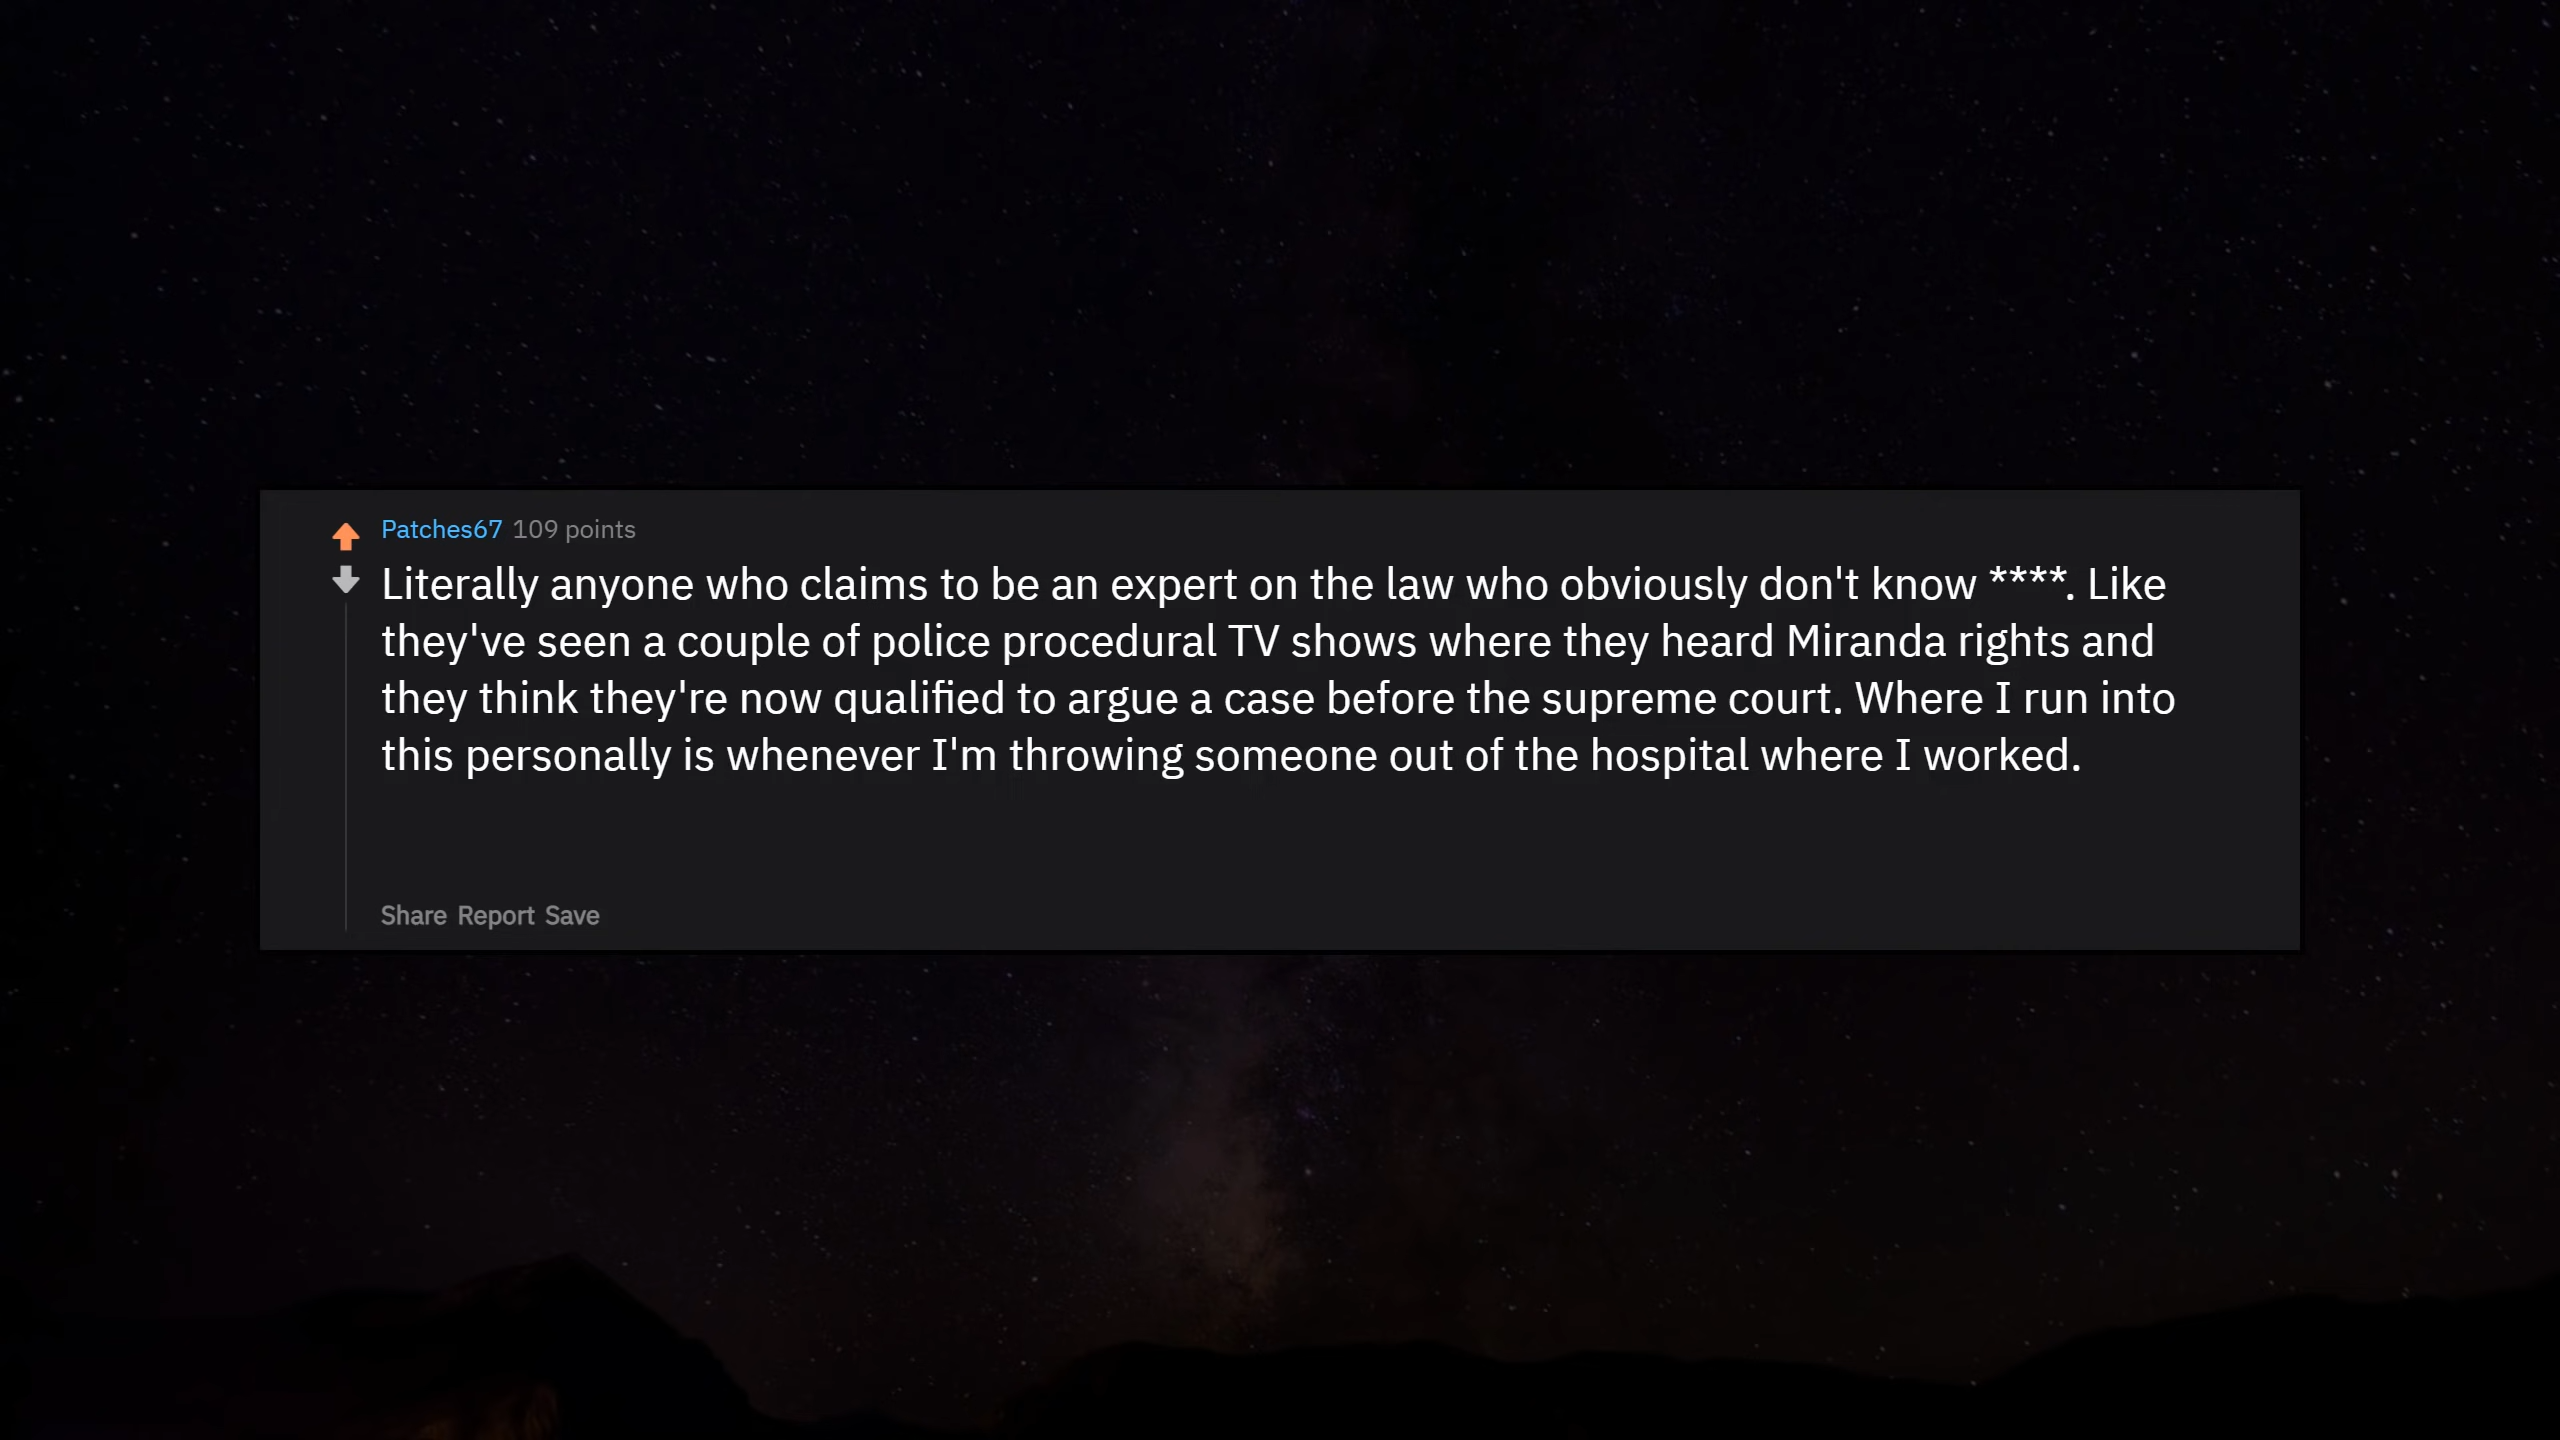 Patches67 109 points
Literally anyone who claims to be an expert on the law who obviously don't know ****. Like
they've seen a couple of police procedural TV shows where they heard Miranda rights and
they think they're now qualified to argue a case before the supreme court. Where I run into
this personally is whenever I'm throwing someone out of the hospital where I worked.
Share Report Save